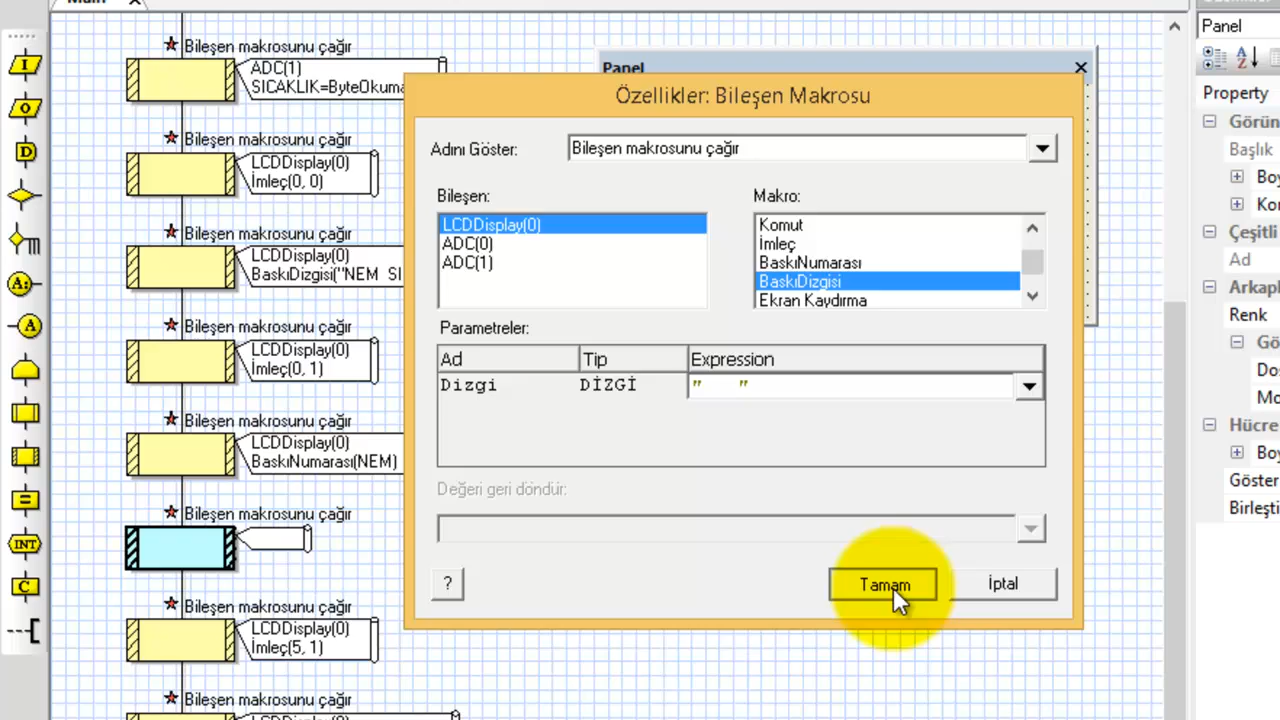 Main
Bileşen makrosunu çağır
ADC(1)
SICAKLIK=ByteOkuma
Bileşen makrosunu çağır
LCDDisplay(0)
İmleç(0, 0)
Bileşen makrosunu çağır
LCDDisplay(0)
BaskıDizgisi("NEM SI
Bileşen makrosunu çağır
LCDDisplay(0)
İmleç(0, 1)
Bileşen makrosunu çağır
LCDDisplay(0)
BaskıNumarası(NEM)
Bileşen makrosunu çağır
Bileşen makrosunu çağır
LCDDisplay(0)
İmleç(5, 1)
Bileşen makrosunu çağır
LCDDisplay(0)
I
O
D
A:
A
=
INT
C
Panel
Özellikler: Bileşen Makrosu
Adını Göster:
Bileşen makrosunu çağır
Bileşen:
LCDDisplay(0)
ADC(0)
ADC(1)
Makro:
Komut
İmleç
BaskıNumarası
BaskıDizgisi
Ekran Kaydırma
Parametreler:
Ad Tip Expression
Dizgi DİZGİ "    "
Değeri geri döndür:
?
Tamam
İptal
Panel
A
Z
Property
Görün
Başlık
Boy
Kor
Çeşitli
Ad
Arkapl
Renk
Gö
Dos
Mo
Hücre
Boy
Göster
Birleşti